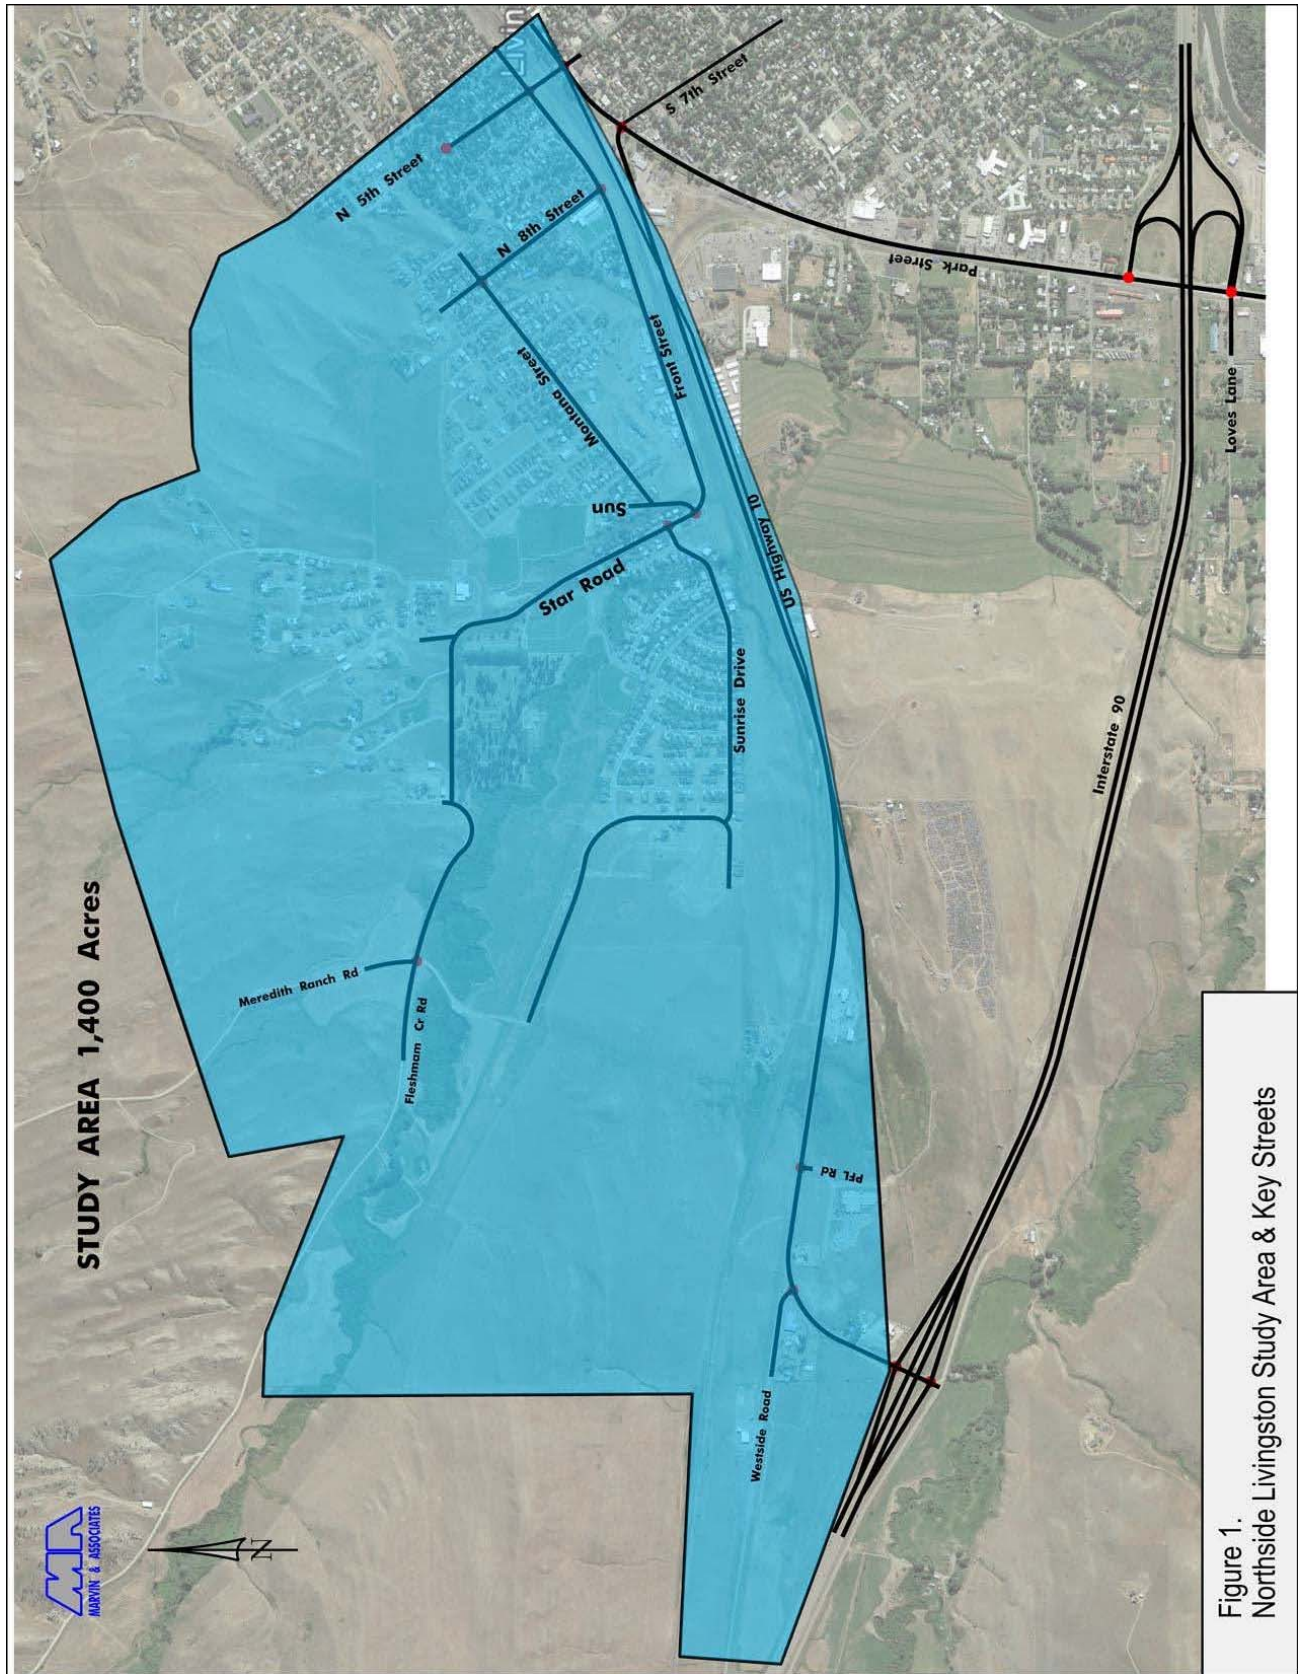 STUDY AREA 1,400 Acres
MARVIN & ASSOCIATES
N
Livin
N 5th Street
N 8th Street
S 7th Street
Montana Street
Front Street
Park Street
Sun
Star Road
US Highway 10
Sunrise Drive
Loves Lane
Interstate 90
Meredith Ranch Rd
Fleshmam Cr Rd
PFL Rd
Westside Road
Figure 1.
Northside Livingston Study Area & Key Streets